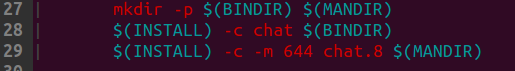 27 | mkdir -p $(BINDIR) $(MANDIR)
28 | $(INSTALL) -c chat $(BINDIR)
29 | $(INSTALL) -c -m 644 chat.8 $(MANDIR)